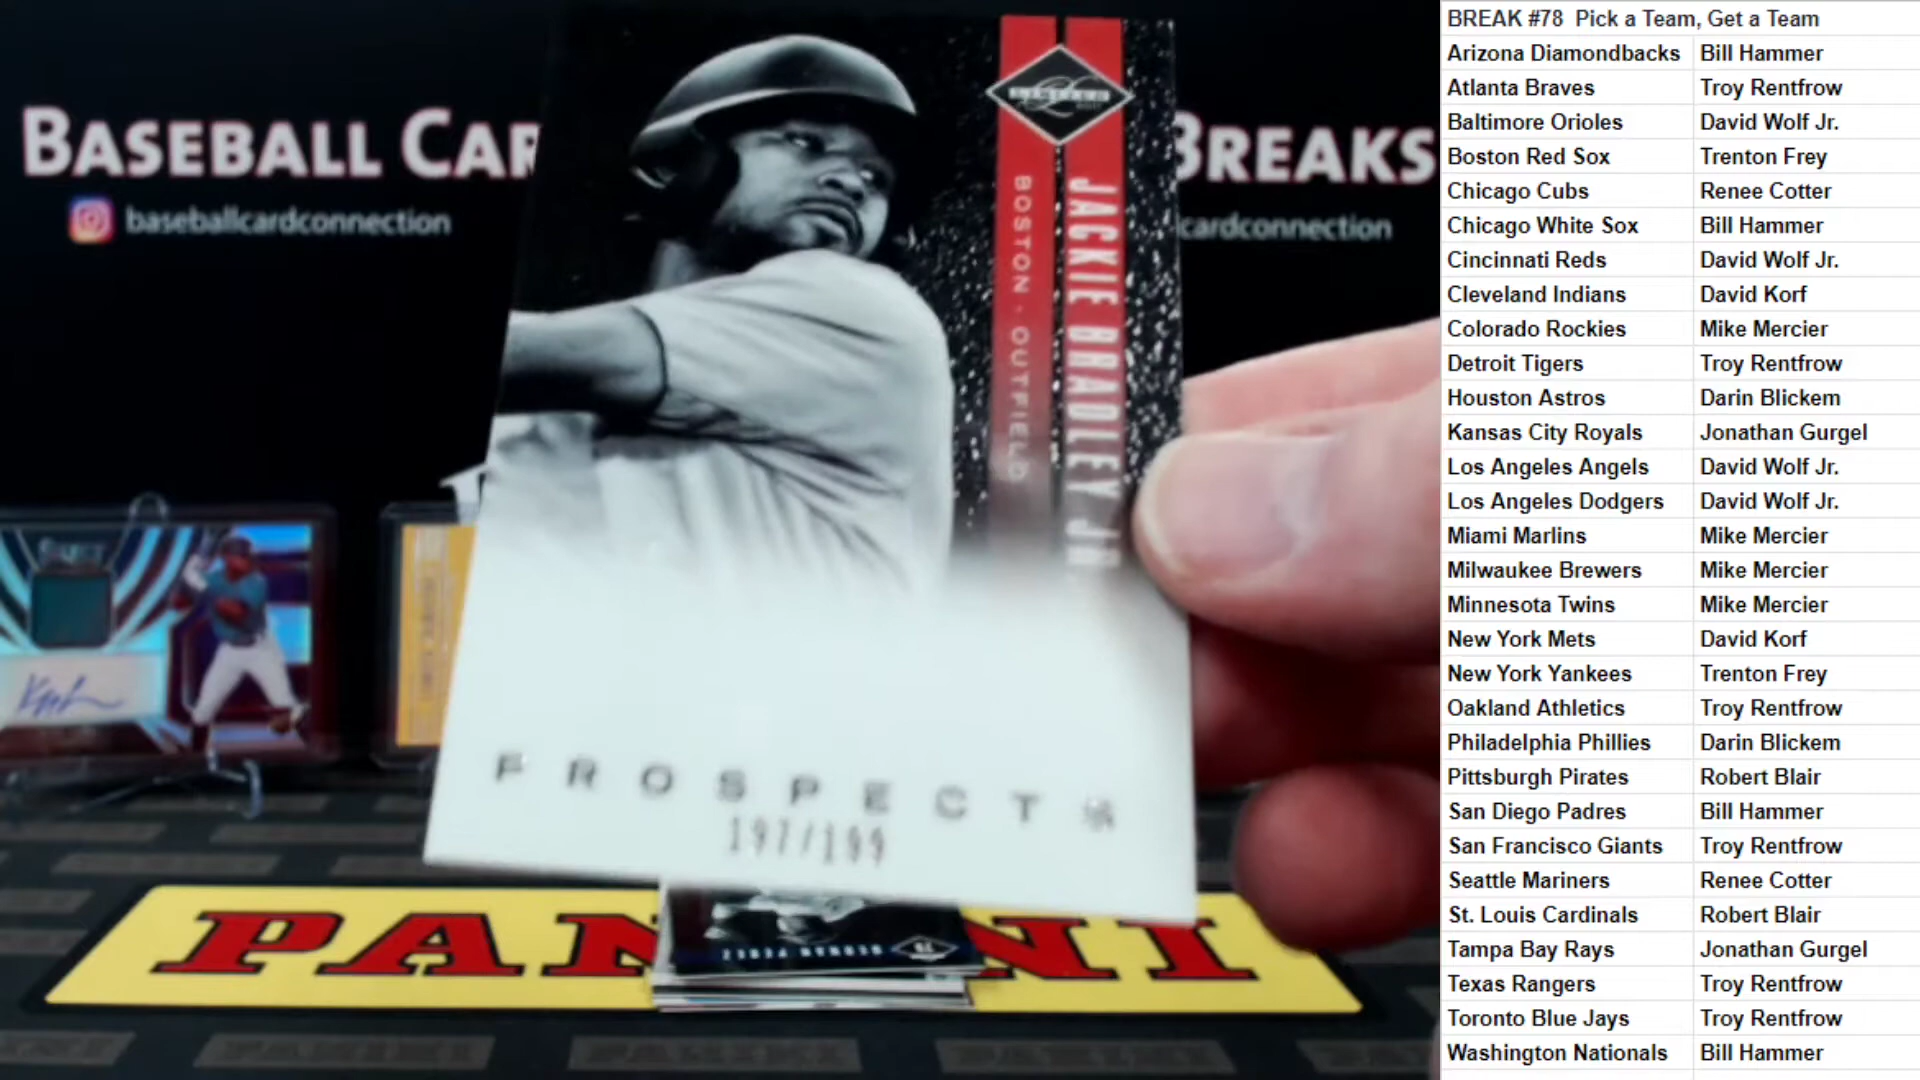 BASEBALL CAR BREAKS
baseballcardconnection cardconnection
LIMITED
BOSTON · OUTFIELD
JACKIE BRADLEY JR.
PROSPECTS
197/199
SELECT
PANINI
BREAK #78 Pick a Team, Get a Team
Arizona Diamondbacks Bill Hammer
Atlanta Braves Troy Rentfrow
Baltimore Orioles David Wolf Jr.
Boston Red Sox Trenton Frey
Chicago Cubs Renee Cotter
Chicago White Sox Bill Hammer
Cincinnati Reds David Wolf Jr.
Cleveland Indians David Korf
Colorado Rockies Mike Mercier
Detroit Tigers Troy Rentfrow
Houston Astros Darin Blickem
Kansas City Royals Jonathan Gurgel
Los Angeles Angels David Wolf Jr.
Los Angeles Dodgers David Wolf Jr.
Miami Marlins Mike Mercier
Milwaukee Brewers Mike Mercier
Minnesota Twins Mike Mercier
New York Mets David Korf
New York Yankees Trenton Frey
Oakland Athletics Troy Rentfrow
Philadelphia Phillies Darin Blickem
Pittsburgh Pirates Robert Blair
San Diego Padres Bill Hammer
San Francisco Giants Troy Rentfrow
Seattle Mariners Renee Cotter
St. Louis Cardinals Robert Blair
Tampa Bay Rays Jonathan Gurgel
Texas Rangers Troy Rentfrow
Toronto Blue Jays Troy Rentfrow
Washington Nationals Bill Hammer